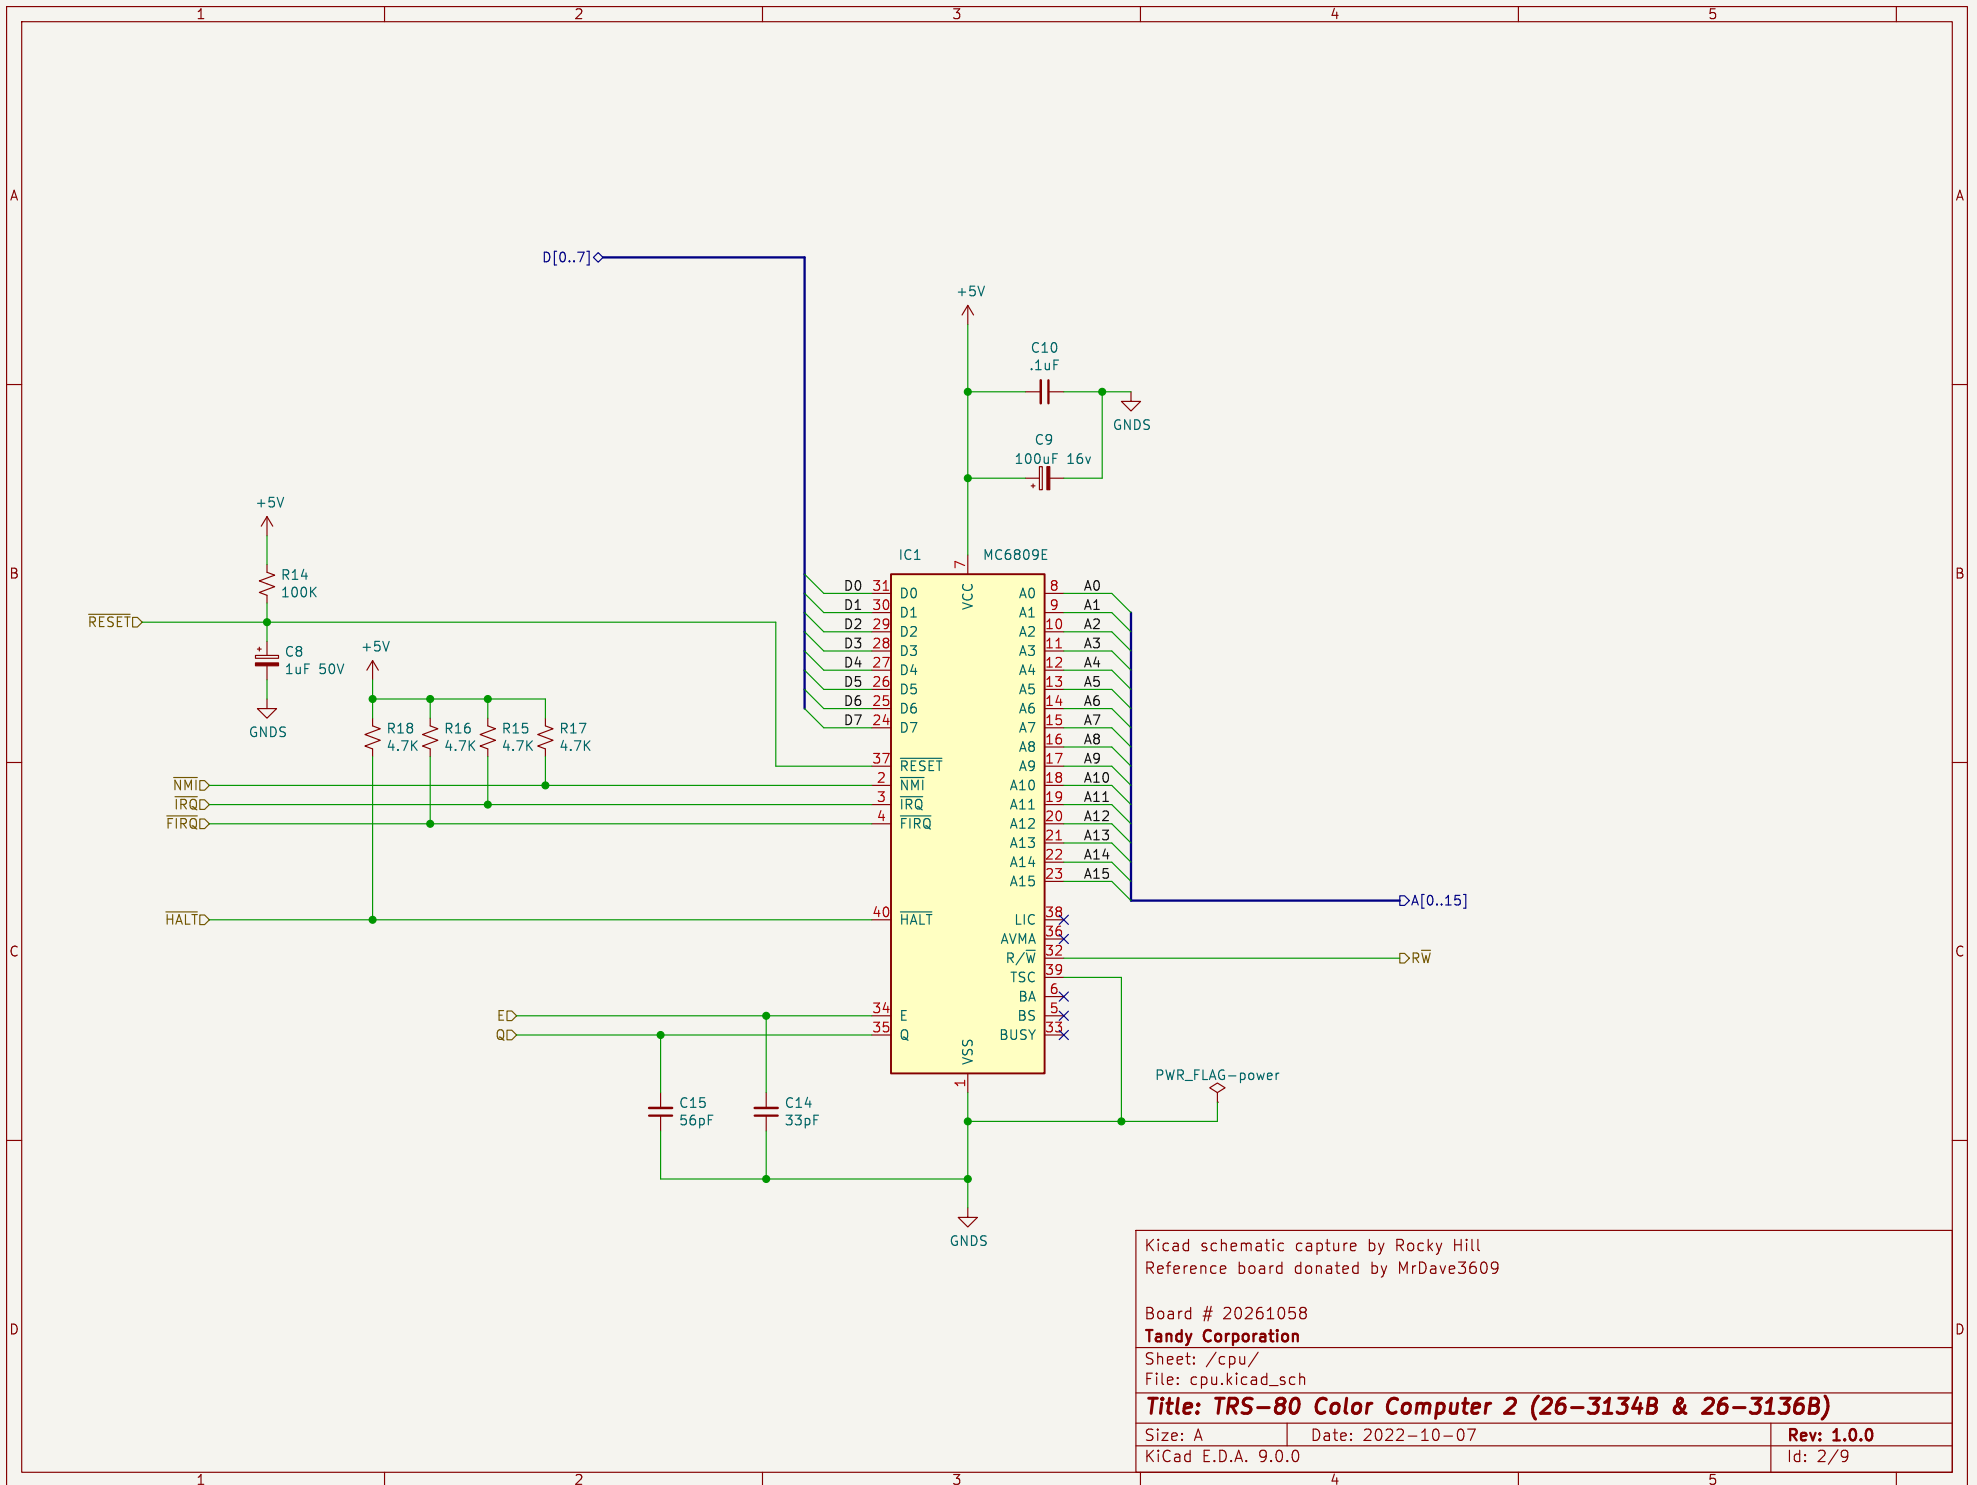 1 2 3 4 5
A A
D[0..7]
+5V
C10
.1uF
GNDS
C9
100uF 16v
+5V
R14
100K
RESET
C8
1uF 50V
GNDS
+5V
R18
4.7K
R16
4.7K
R15
4.7K
R17
4.7K
NMI
IRQ
FIRQ
HALT
E
Q
B B
IC1 MC6809E
7
VCC
D0 31 D0
D1 30 D1
D2 29 D2
D3 28 D3
D4 27 D4
D5 26 D5
D6 25 D6
D7 24 D7
37 RESET
2 NMI
3 IRQ
4 FIRQ
40 HALT
34 E
35 Q
A0 8 A0
A1 9 A1
A2 10 A2
A3 11 A3
A4 12 A4
A5 13 A5
A6 14 A6
A7 15 A7
A8 16 A8
A9 17 A9
A10 18 A10
A11 19 A11
A12 20 A12
A13 21 A13
A14 22 A14
A15 23 A15
LIC 38
AVMA 36
R/W 32
TSC 39
BA 6
BS 5
BUSY 33
VSS
1
A[0..15]
RW
C C
PWR_FLAG-power
C15
56pF
C14
33pF
GNDS
D D
Kicad schematic capture by Rocky Hill
Reference board donated by MrDave3609
Board # 20261058
Tandy Corporation
Sheet: /cpu/
File: cpu.kicad_sch
Title: TRS-80 Color Computer 2 (26-3134B & 26-3136B)
Size: A Date: 2022-10-07 Rev: 1.0.0
KiCad E.D.A. 9.0.0 Id: 2/9
1 2 3 4 5